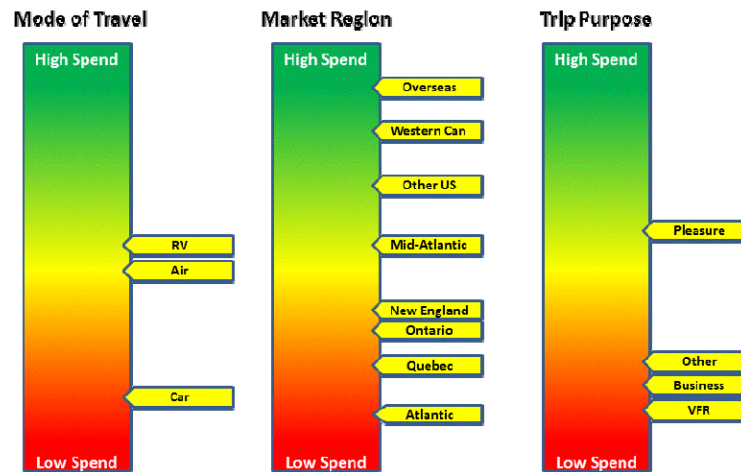 Mode of Travel
High Spend
RV
Air
Car
Low Spend
Market Region
High Spend
Overseas
Western Can
Other US
Mid-Atlantic
New England
Ontario
Quebec
Atlantic
Low Spend
Trip Purpose
High Spend
Pleasure
Other
Business
VFR
Low Spend